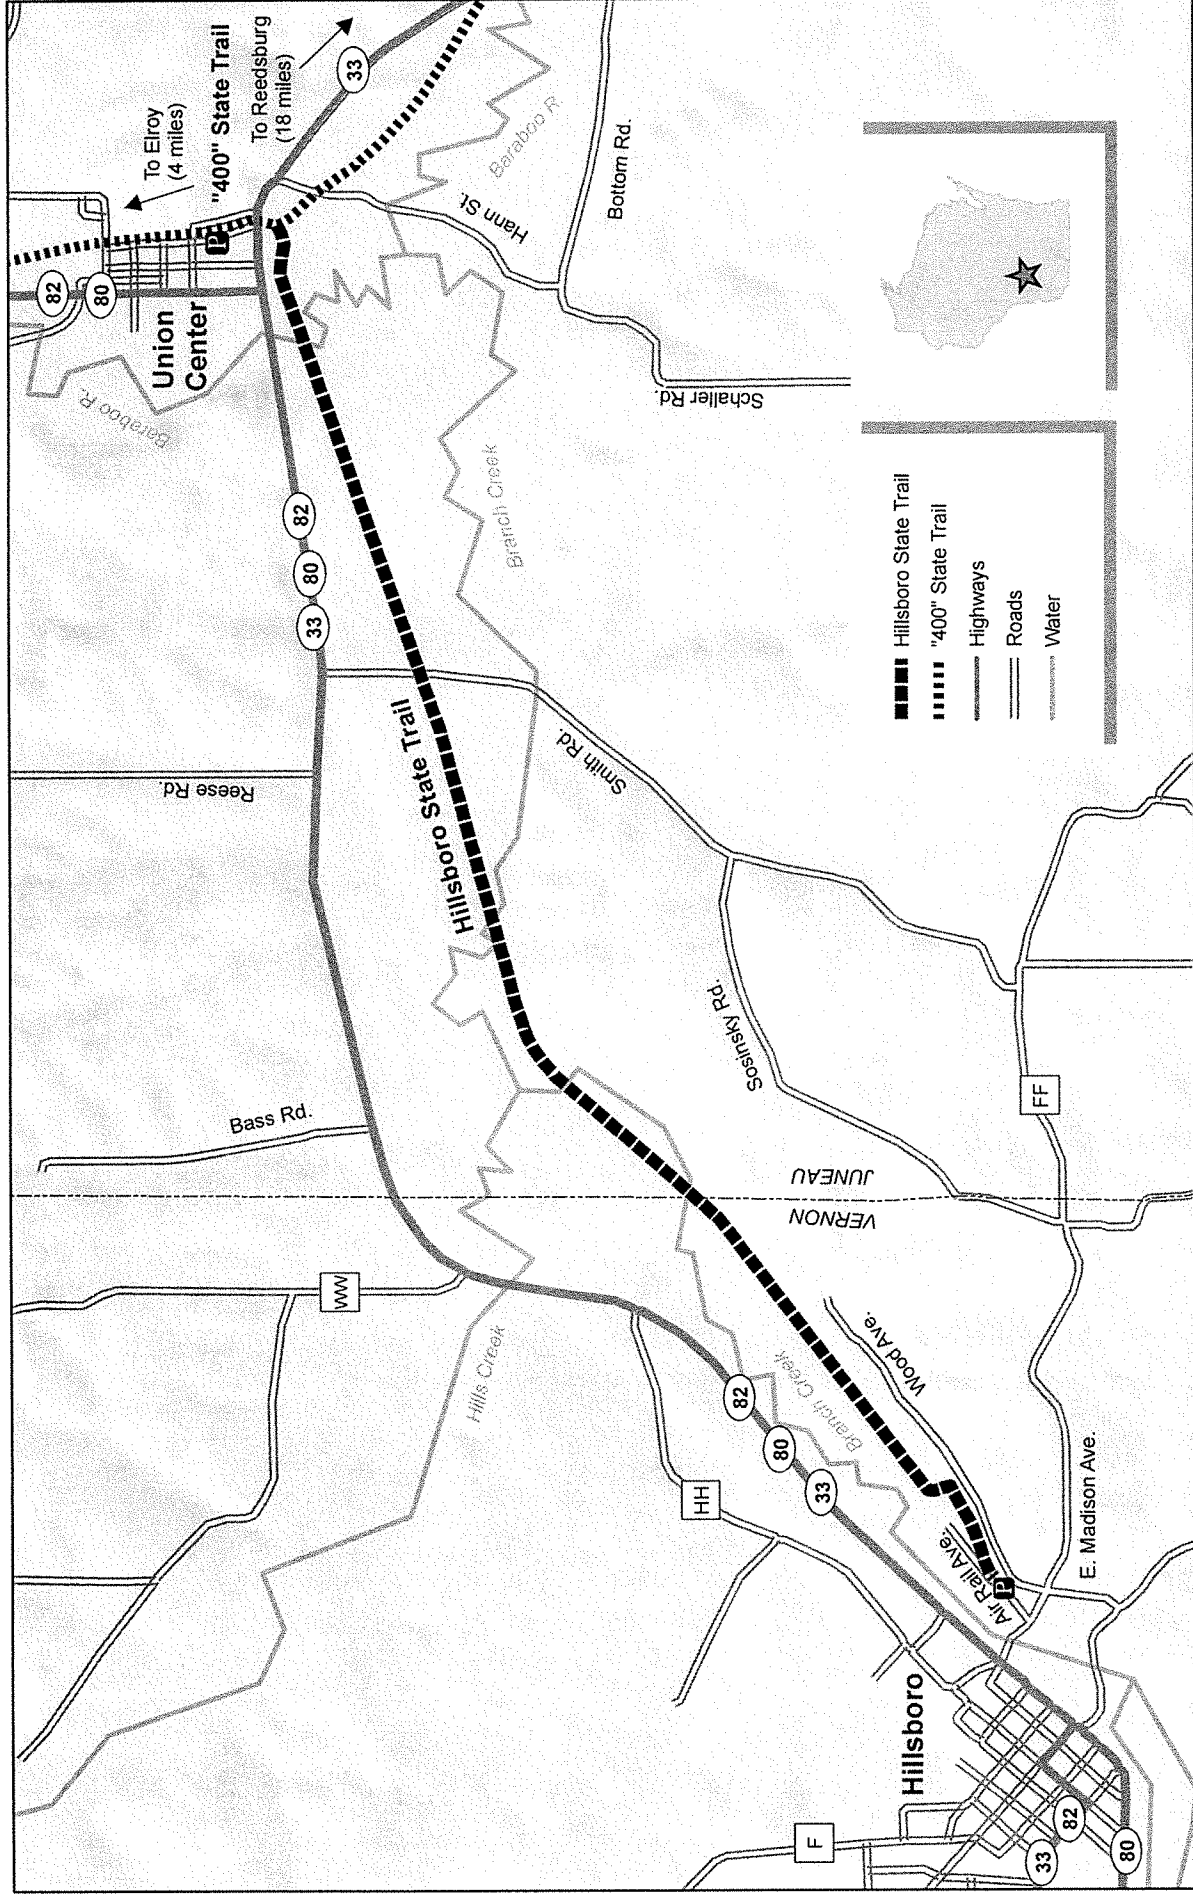 To Elroy
(4 miles)
"400" State Trail
To Reedsburg
(18 miles)
33
82
80
P
Union
Center
Baraboo R.
Baraboo R.
Hann St.
Bottom Rd.
Schaller Rd.
82
80
33
Branch Creek
Reese Rd.
Hillsboro State Trail
Smith Rd.
Bass Rd.
Sosinsky Rd.
FF
JUNEAU
VERNON
WW
Hills Creek
82
80
33
Branch Creek
Wood Ave.
HH
Air Rail Ave.
P
E. Madison Ave.
Hillsboro
F
33
82
80
Hillsboro State Trail
"400" State Trail
Highways
Roads
Water